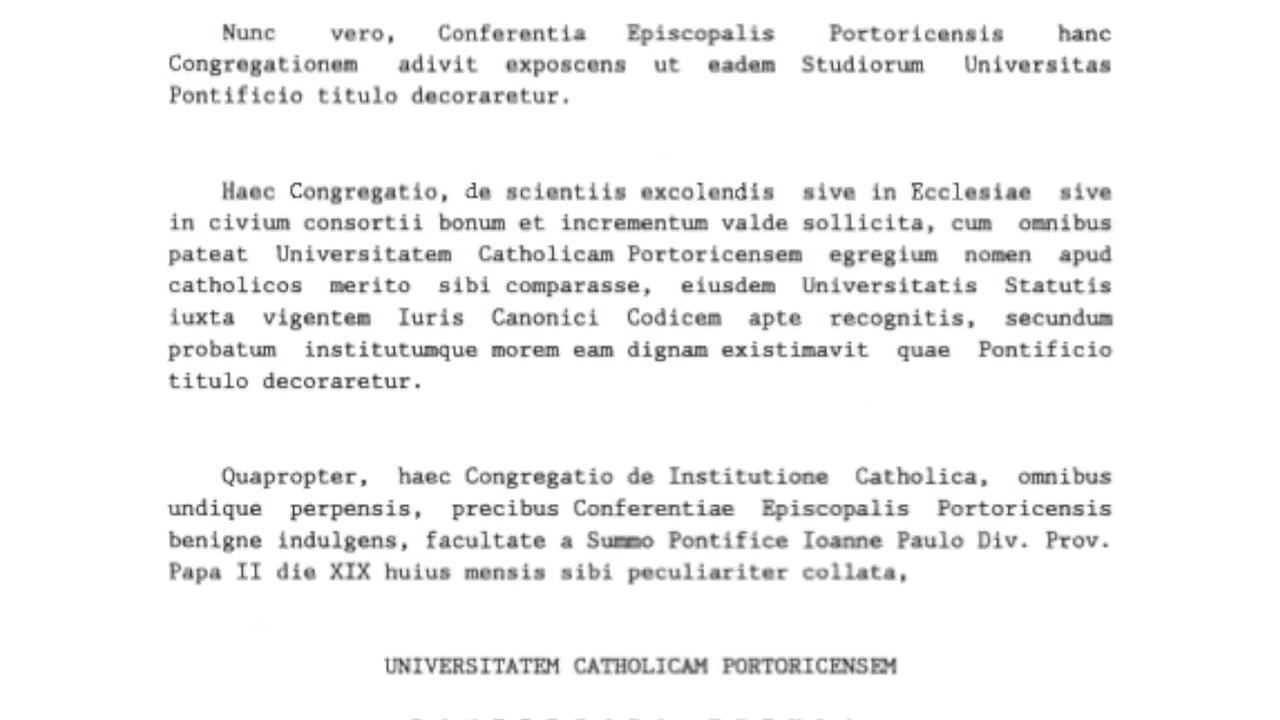 Nunc vero, Conferentia Episcopalis Portoricensis hanc
Congregationem adivit exposcens ut eadem Studiorum Universitas
Pontificio titulo decoraretur.
Haec Congregatio, de scientiis excolendis sive in Ecclesiae sive
in civium consortii bonum et incrementum valde sollicita, cum omnibus
pateat Universitatem Catholicam Portoricensem egregium nomen apud
catholicos merito sibi comparasse, eiusdem Universitatis Statutis
iuxta vigentem Iuris Canonici Codicem apte recognitis, secundum
probatum institutumque morem eam dignam existimavit quae Pontificio
titulo decoraretur.
Quapropter, haec Congregatio de Institutione Catholica, omnibus
undique perpensis, precibus Conferentiae Episcopalis Portoricensis
benigne indulgens, facultate a Summo Pontifice Ioanne Paulo Div. Prov.
Papa II die XIX huius mensis sibi peculiariter collata,
UNIVERSITATEM CATHOLICAM PORTORICENSEM